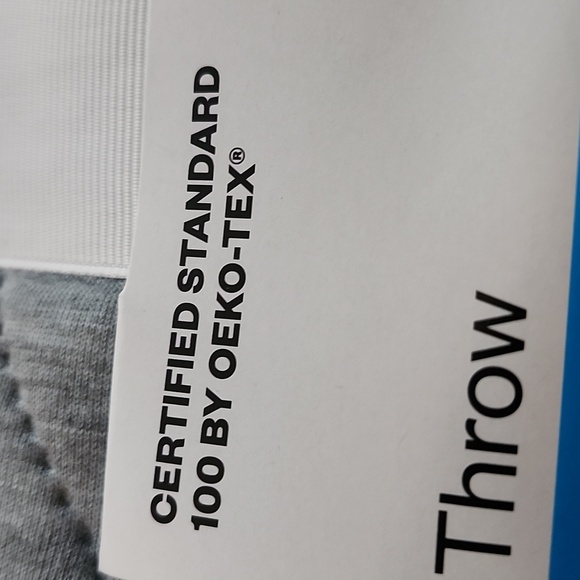 CERTIFIED STANDARD
100 BY OEKO-TEX®
Throw